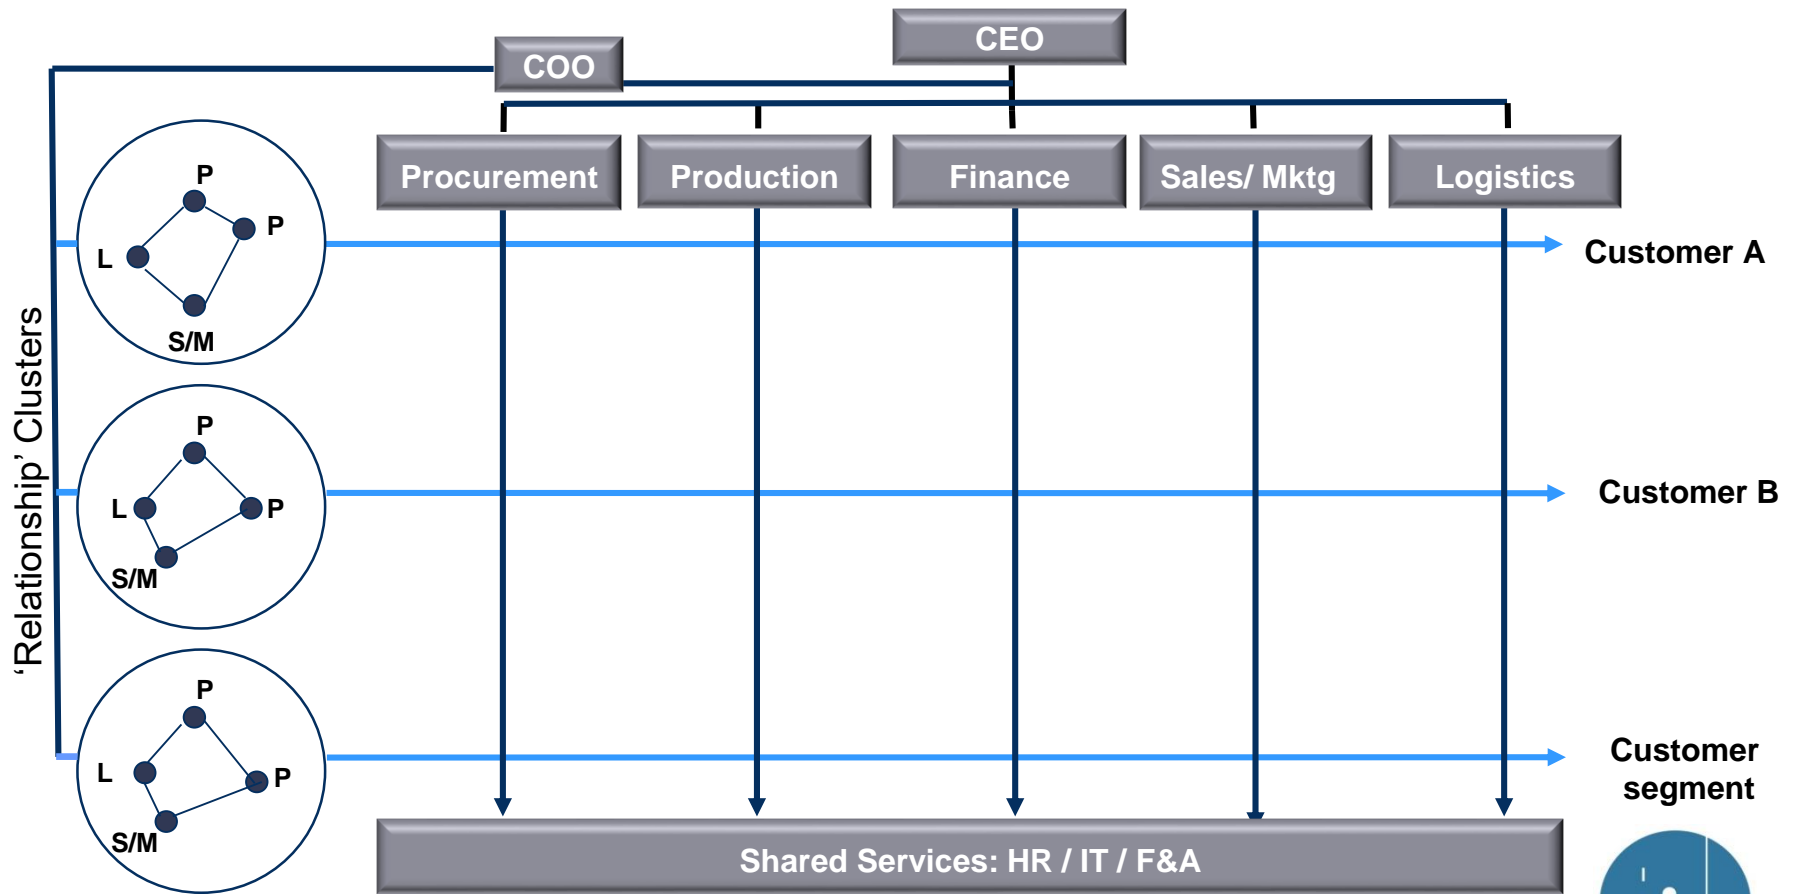 CEO
COO
Procurement
Production
Finance
Sales/ Mktg
Logistics
‘Relationship’ Clusters
P
P
L
S/M
Customer A
P
L
P
S/M
Customer B
P
L
P
S/M
Customer
segment
Shared Services: HR / IT / F&A